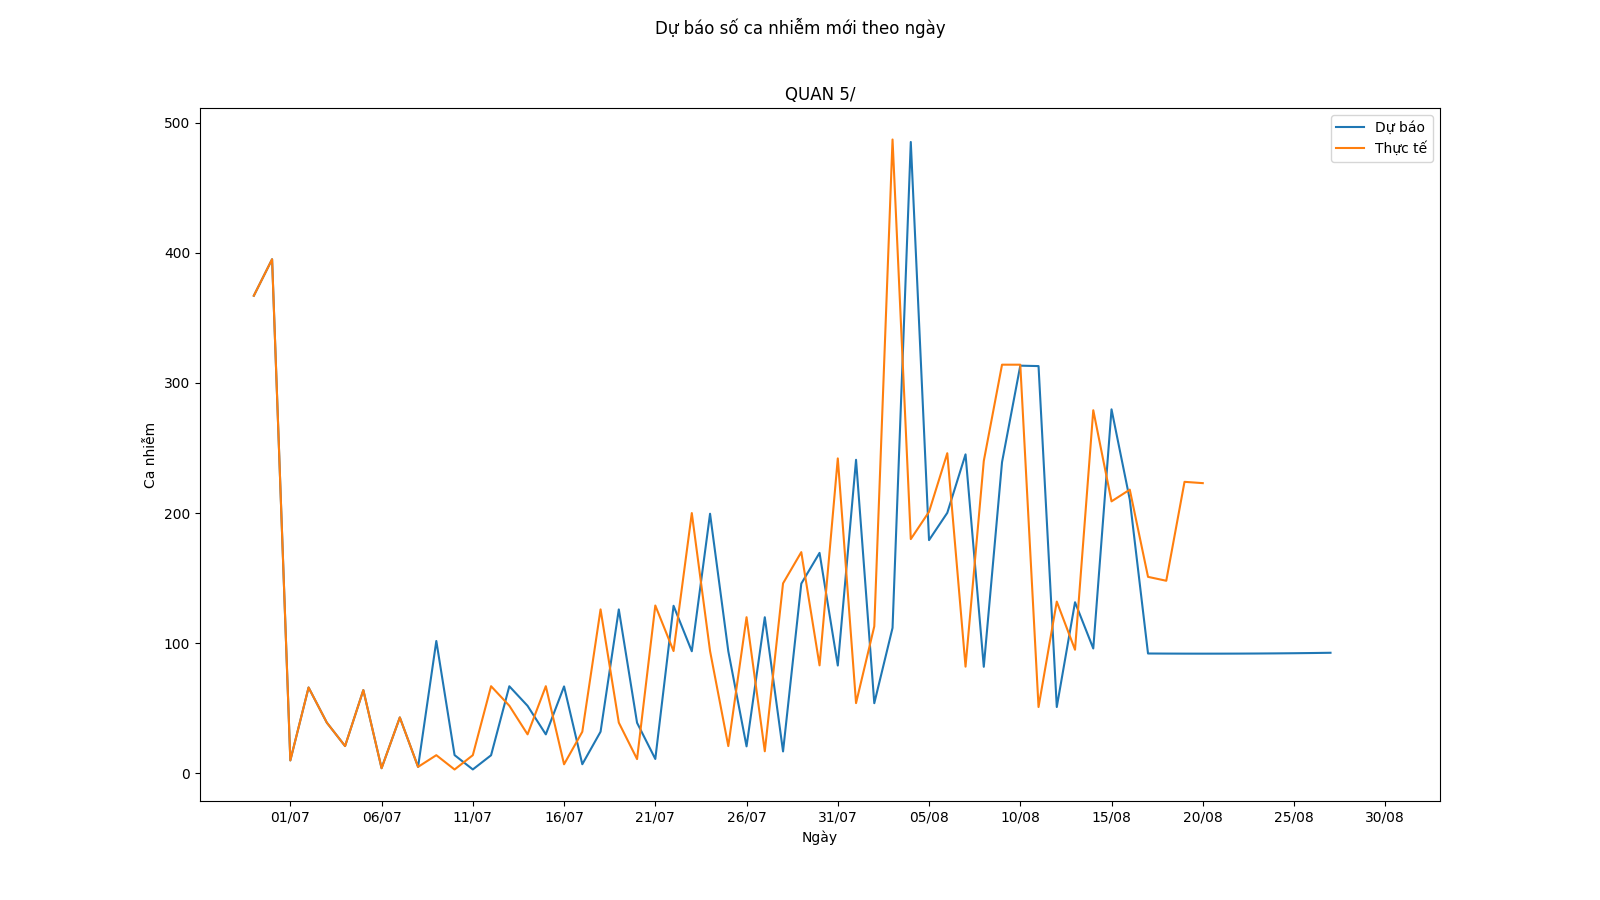 Dự báo số ca nhiễm mới theo ngày
QUAN 5/
Dự báo
Thực tế
500
400
300
200
100
0
Ca nhiễm
01/07 06/07 11/07 16/07 21/07 26/07 31/07 05/08 10/08 15/08 20/08 25/08 30/08
Ngày